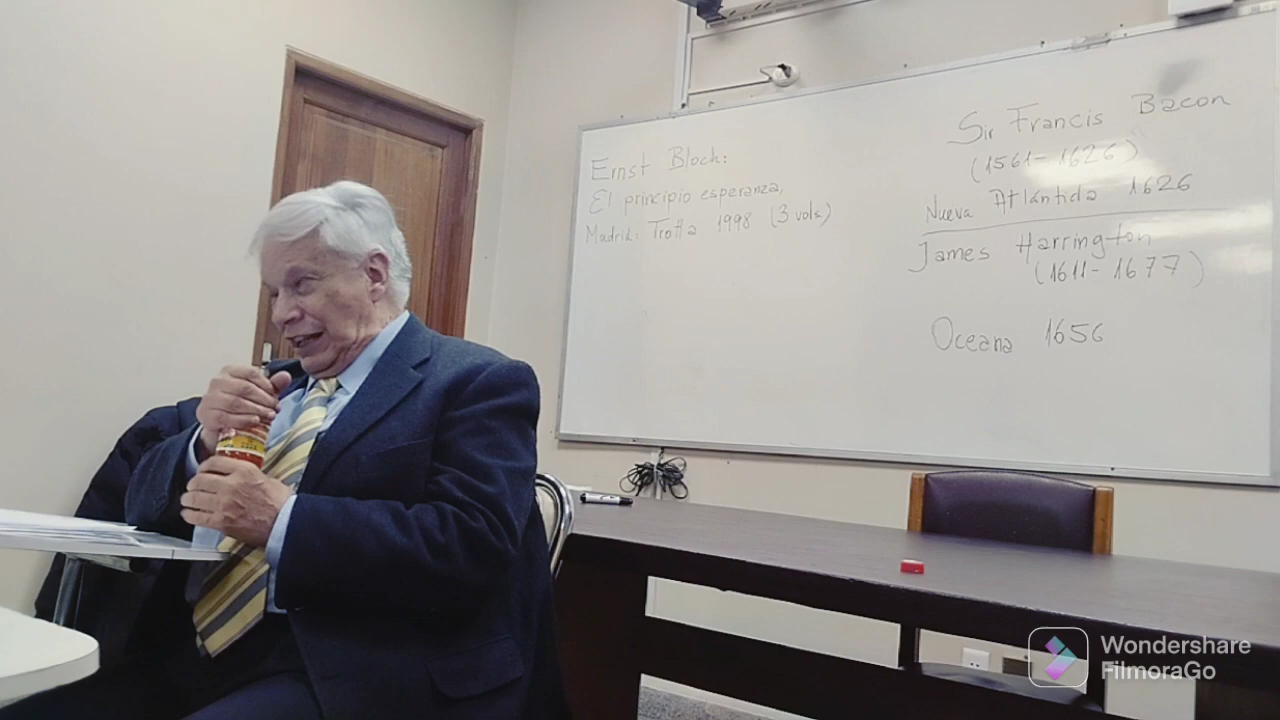 Ernst Bloch:
El principio esperanza,
Madrid: Trotta 1998 (3 vols)
Sir Francis Bacon
(1561-1626)
Nueva Atlántida 1626
James Harrington
(1611-1677)
Oceana 1656
Wondershare
FilmoraGo